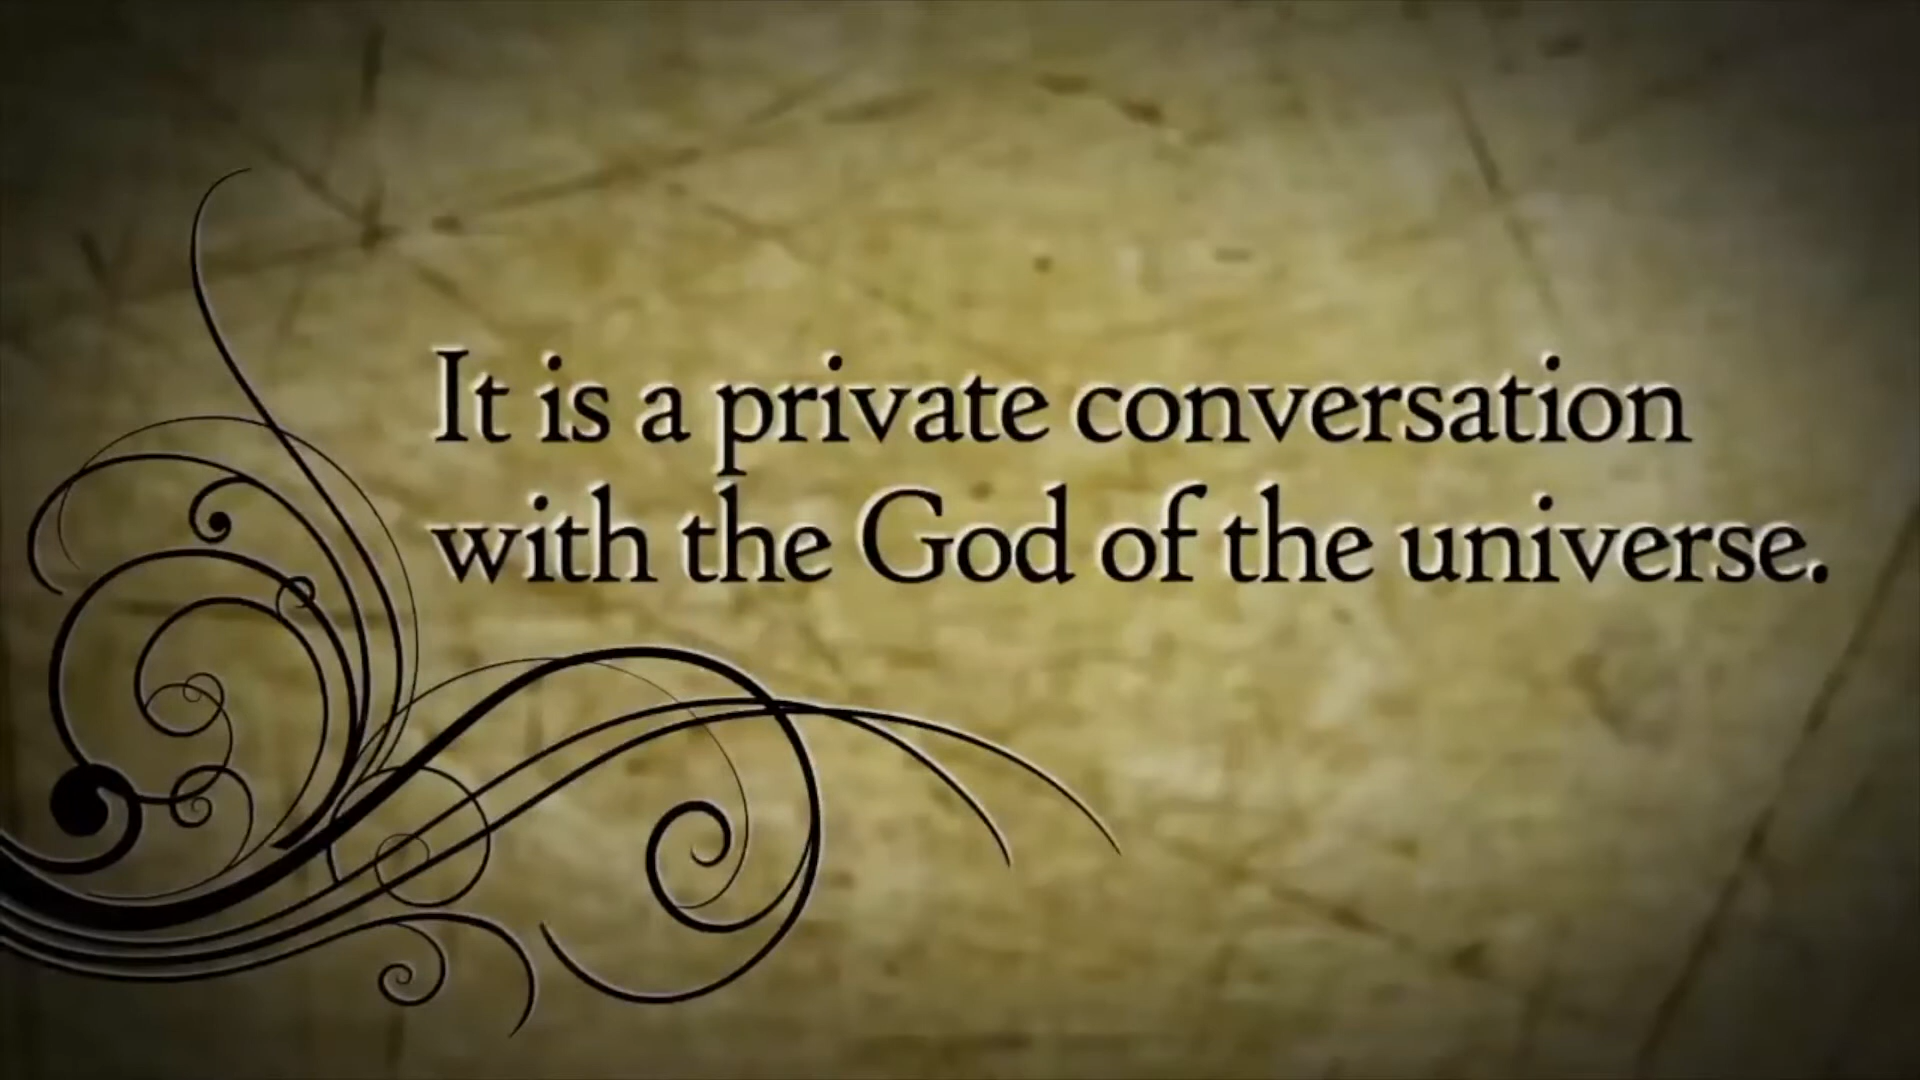 It is a private conversation
with the God of the universe.